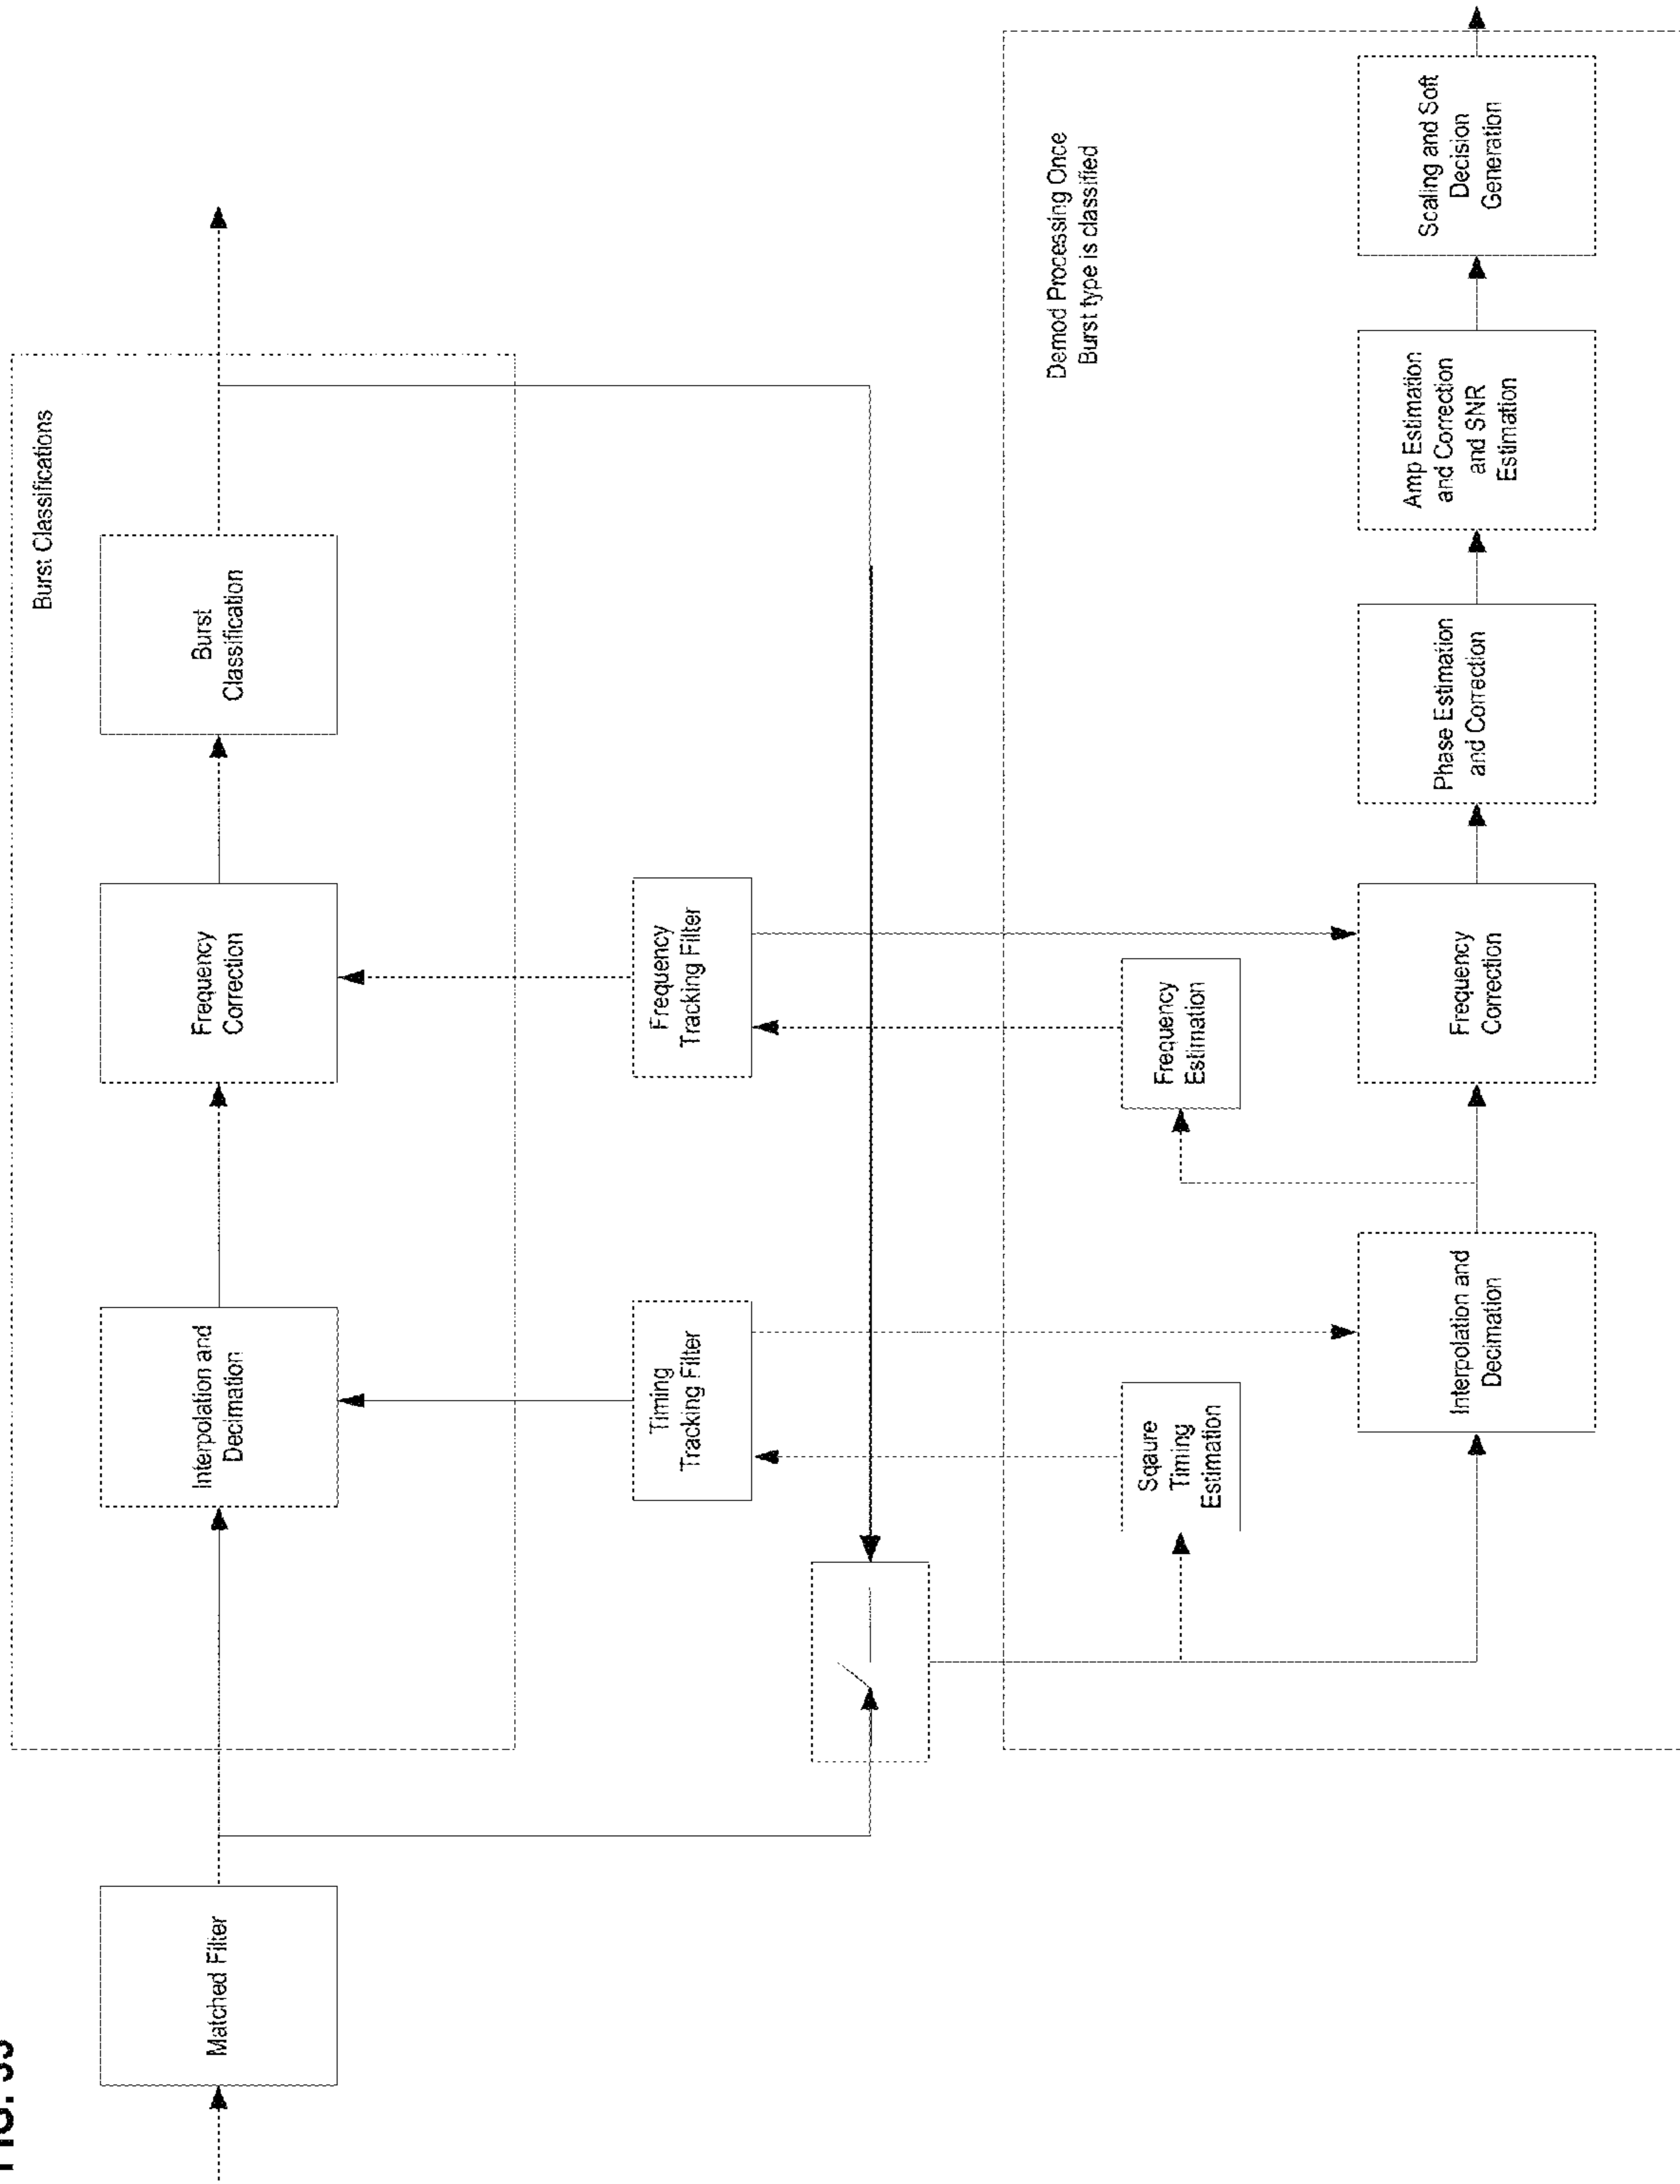 Burst Classifications
Matched Filter
Interpolation and
Decimation
Frequency
Correction
Burst
Classification
Timing
Tracking Filter
Frequency
Tracking Filter
Demod Processing Once
Burst type is classified
Sqaure
Timing
Estimation
Frequency
Estimation
Interpolation and
Decimation
Frequency
Correction
Phase Estimation
and Correction
Amp Estimation
and Correction
and SNR
Estimation
Scaling and Soft
Decision
Generation